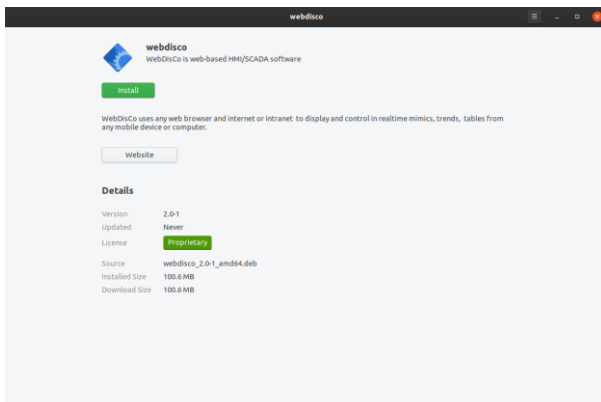 webdisco
webdisco
WebDisCo is web-based HMI/SCADA software
Install
WebDisCo uses any web browser and internet or intranet to display and control in realtime mimics, trends, tables from
any mobile device or computer.
Website
Details
Version 2.0-1
Updated Never
License Proprietary
Source webdisco_2.0-1_amd64.deb
Installed Size 100.6 MB
Download Size 100.6 MB